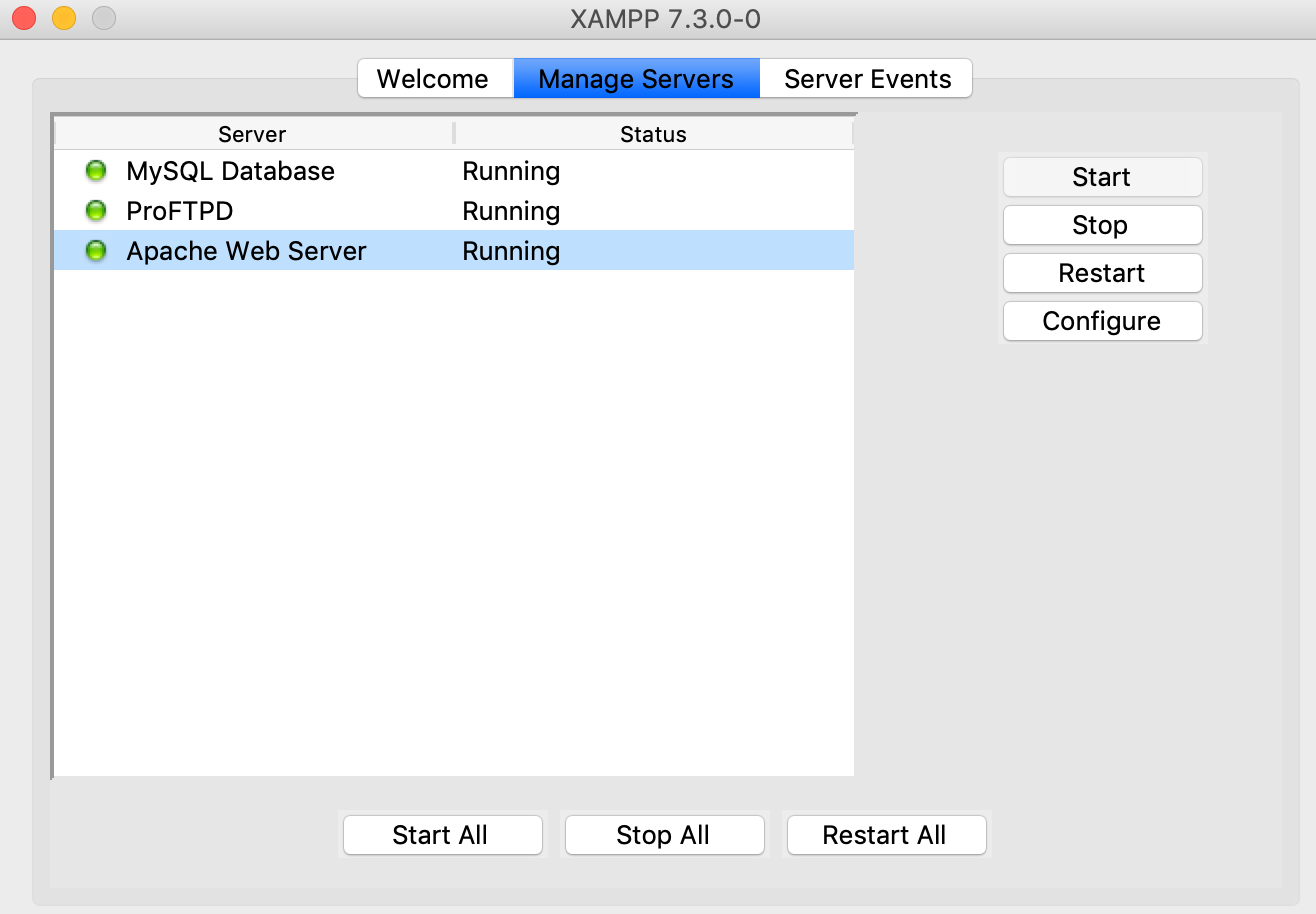 XAMPP 7.3.0-0
Welcome Manage Servers Server Events
Server Status
MySQL Database Running
ProFTPD Running
Apache Web Server Running
Start
Stop
Restart
Configure
Start All Stop All Restart All